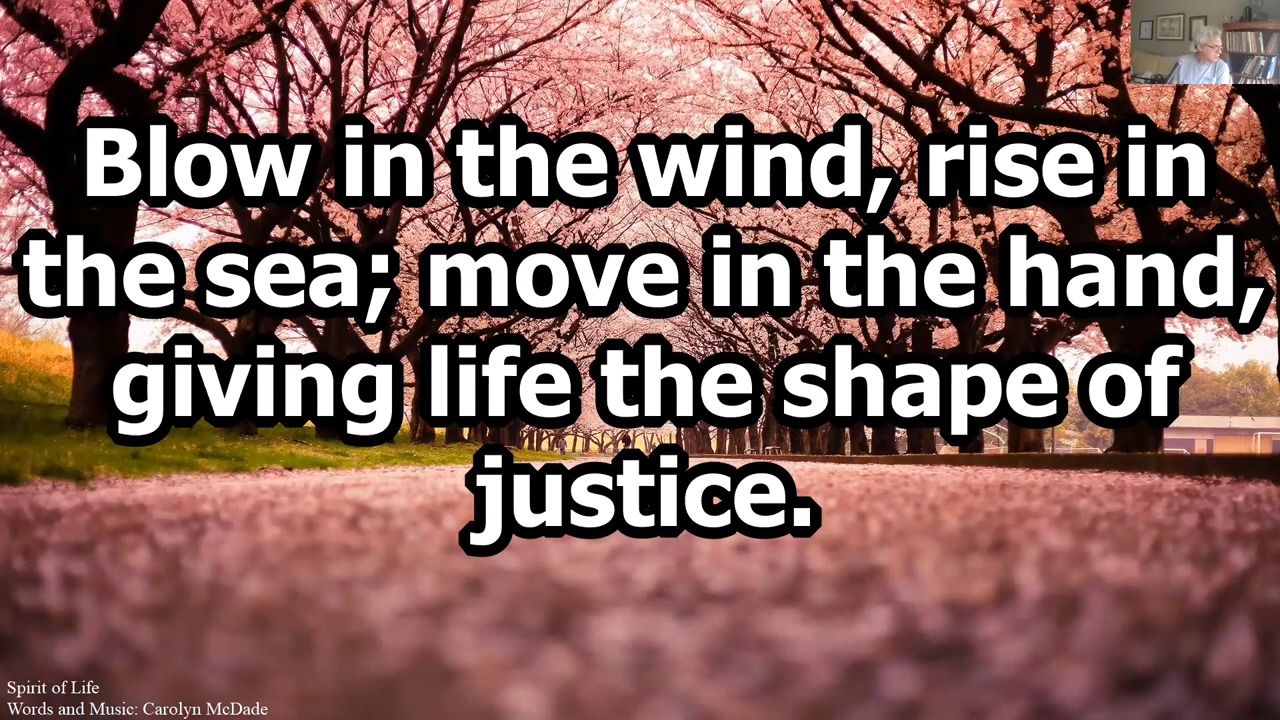 Blow in the wind, rise in
the sea; move in the hand,
giving life the shape of
justice.
Spirit of Life
Words and Music: Carolyn McDade